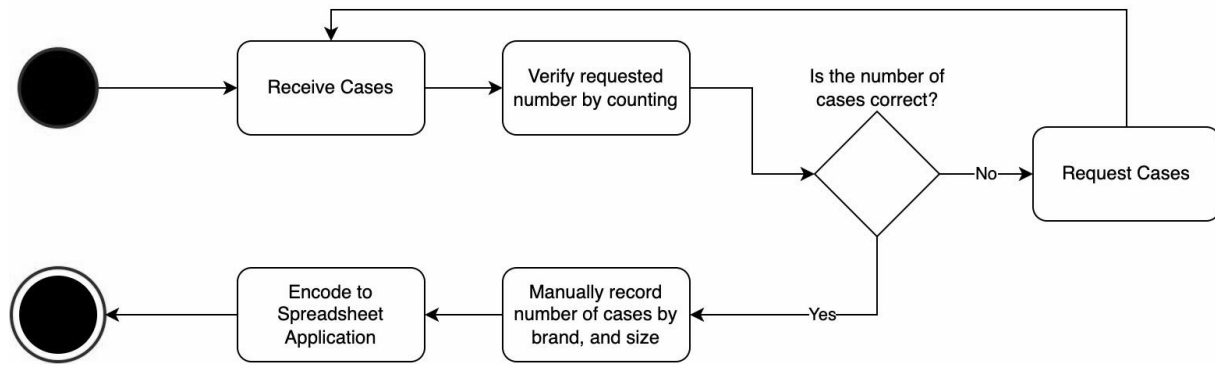 Receive Cases
Verify requested
number by counting
Is the number of
cases correct?
No
Request Cases
Encode to
Spreadsheet
Application
Manually record
number of cases by
brand, and size
Yes